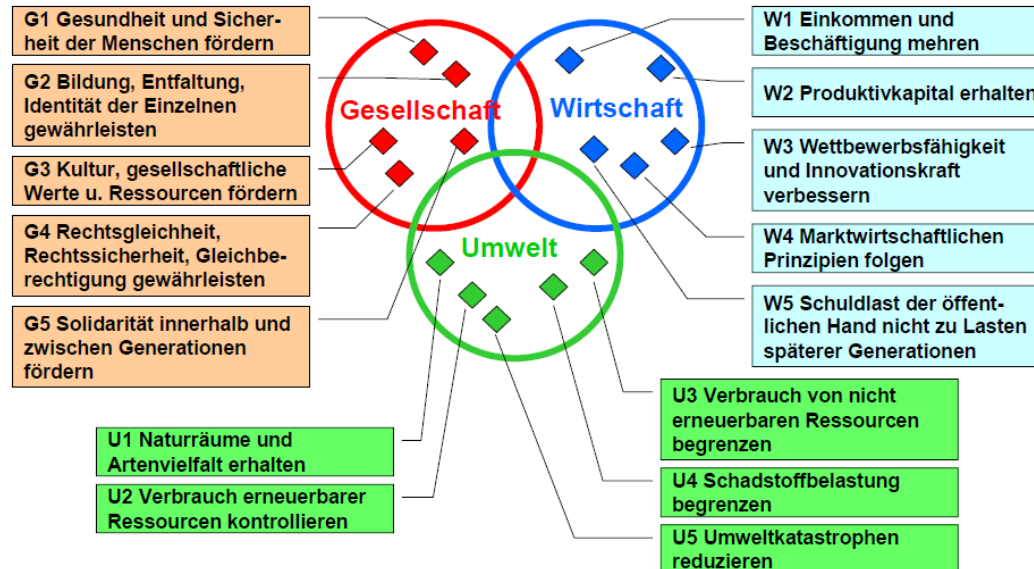 G1 Gesundheit und Sicher-
heit der Menschen fördern
G2 Bildung, Entfaltung,
Identität der Einzelnen
gewährleisten
G3 Kultur, gesellschaftliche
Werte u. Ressourcen fördern
G4 Rechtsgleichheit,
Rechtssicherheit, Gleichbe-
rechtigung gewährleisten
G5 Solidarität innerhalb und
zwischen Generationen
fördern
Gesellschaft
Wirtschaft
Umwelt
W1 Einkommen und
Beschäftigung mehren
W2 Produktivkapital erhalten
W3 Wettbewerbsfähigkeit
und Innovationskraft
verbessern
W4 Marktwirtschaftlichen
Prinzipien folgen
W5 Schuldlast der öffent-
lichen Hand nicht zu Lasten
späterer Generationen
U1 Naturräume und
Artenvielfalt erhalten
U2 Verbrauch erneuerbarer
Ressourcen kontrollieren
U3 Verbrauch von nicht
erneuerbaren Ressourcen
begrenzen
U4 Schadstoffbelastung
begrenzen
U5 Umweltkatastrophen
reduzieren